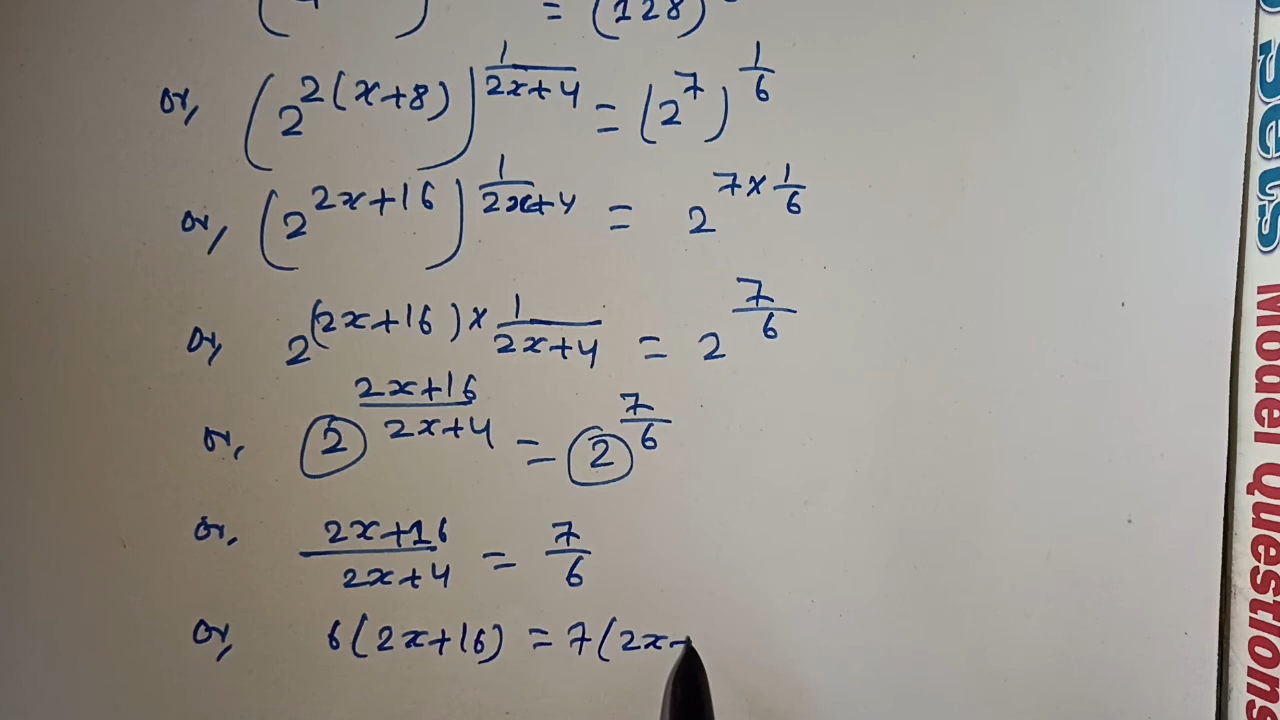 (4 ) = (128)
or, (2^2(x+8))^1/2x+4 = (2^7)^1/6
or, (2^2x+16)^1/2x+4 = 2^7×1/6
or, 2^(2x+16)×1/2x+4 = 2^7/6
or, 2^2x+16/2x+4 = 2^7/6
or, 2x+16/2x+4 = 7/6
or, 6(2x+16) = 7(2x+
Sets
Model Questions